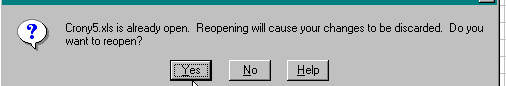 Crony5.xls is already open.  Reopening will cause your changes to be discarded.  Do you
want to reopen?
Yes
No
Help